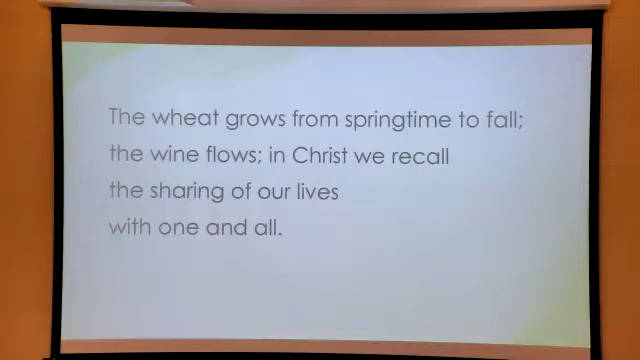 The wheat grows from springtime to fall;
the wine flows; in Christ we recall
the sharing of our lives
with one and all.